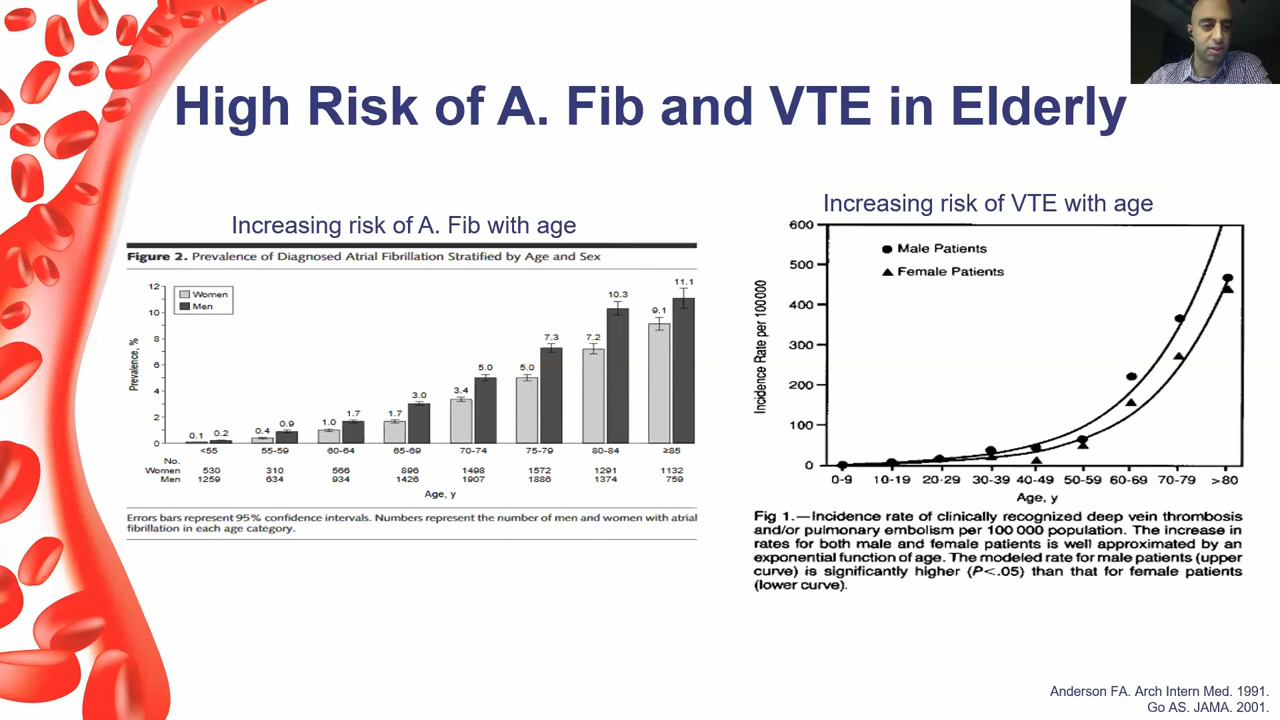 High Risk of A. Fib and VTE in Elderly
Increasing risk of A. Fib with age
Figure 2. Prevalence of Diagnosed Atrial Fibrillation Stratified by Age and Sex
Women
Men
Prevalence, %
12
10
8
6
4
2
0
0.1 0.2 0.4 0.9 1.0 1.7 1.7 3.0 3.4 5.0 5.0 7.3 7.2 10.3 9.1 11.1
<55 55-59 60-64 65-69 70-74 75-79 80-84 ≥85
No.
Women 530 310 566 896 1498 1572 1291 1132
Men 1259 634 934 1426 1907 1886 1374 759
Age, y
Errors bars represent 95% confidence intervals. Numbers represent the number of men and women with atrial
fibrillation in each age category.
Increasing risk of VTE with age
Male Patients
Female Patients
Incidence Rate per 100000
600
500
400
300
200
100
0
0-9 10-19 20-29 30-39 40-49 50-59 60-69 70-79 >80
Age, y
Fig 1.—Incidence rate of clinically recognized deep vein thrombosis
and/or pulmonary embolism per 100 000 population. The increase in
rates for both male and female patients is well approximated by an
exponential function of age. The modeled rate for male patients (upper
curve) is significantly higher (P<.05) than that for female patients
(lower curve).
Anderson FA. Arch Intern Med. 1991.
Go AS. JAMA. 2001.